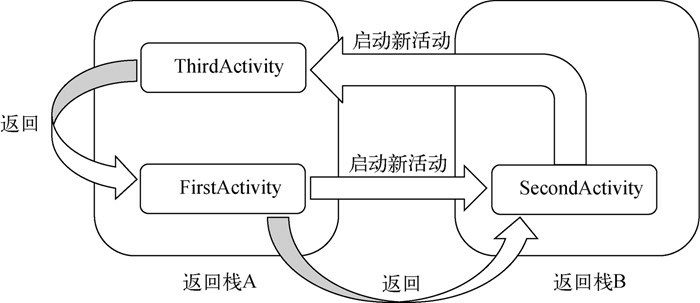 启动新活动
ThirdActivity
返回
启动新活动
FirstActivity
SecondActivity
返回栈A
返回
返回栈B